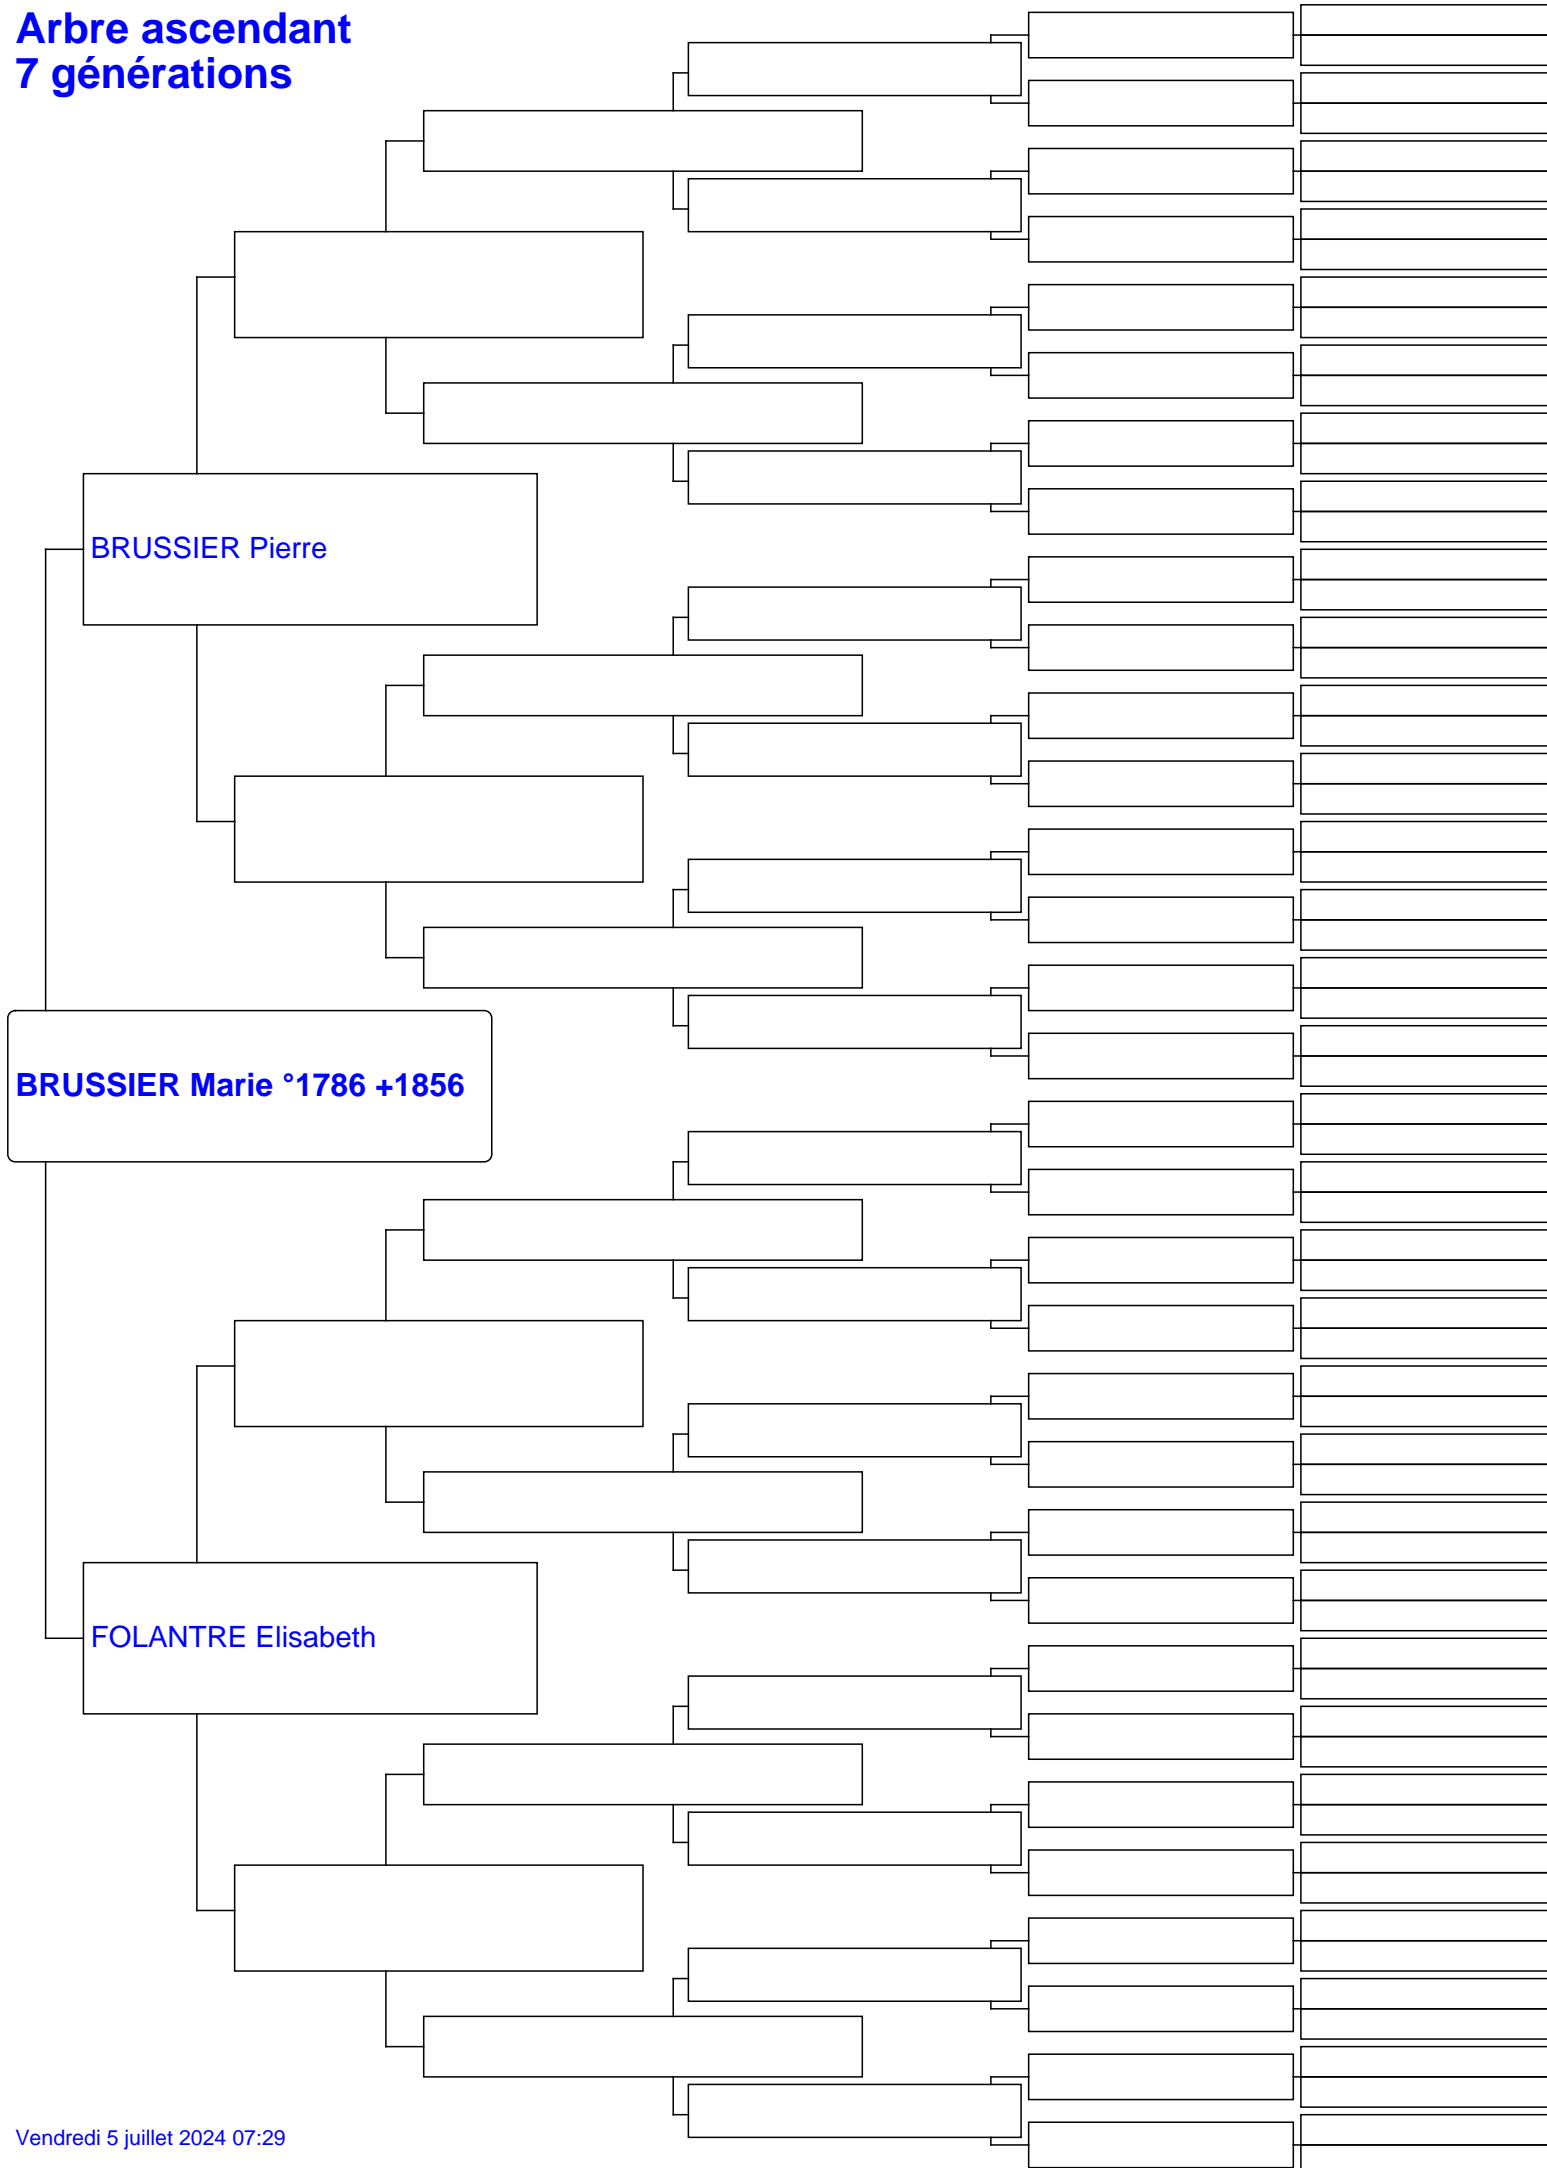 Arbre ascendant
7 générations
BRUSSIER Pierre
BRUSSIER Marie °1786 +1856
FOLANTRE Elisabeth
Vendredi 5 juillet 2024 07:29